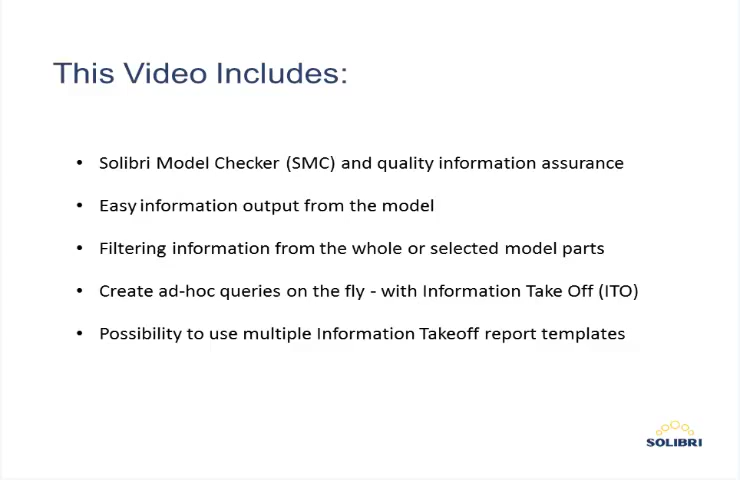 This Video Includes:
• Solibri Model Checker (SMC) and quality information assurance
• Easy information output from the model
• Filtering information from the whole or selected model parts
• Create ad-hoc queries on the fly - with Information Take Off (ITO)
• Possibility to use multiple Information Takeoff report templates
SOLIBRI